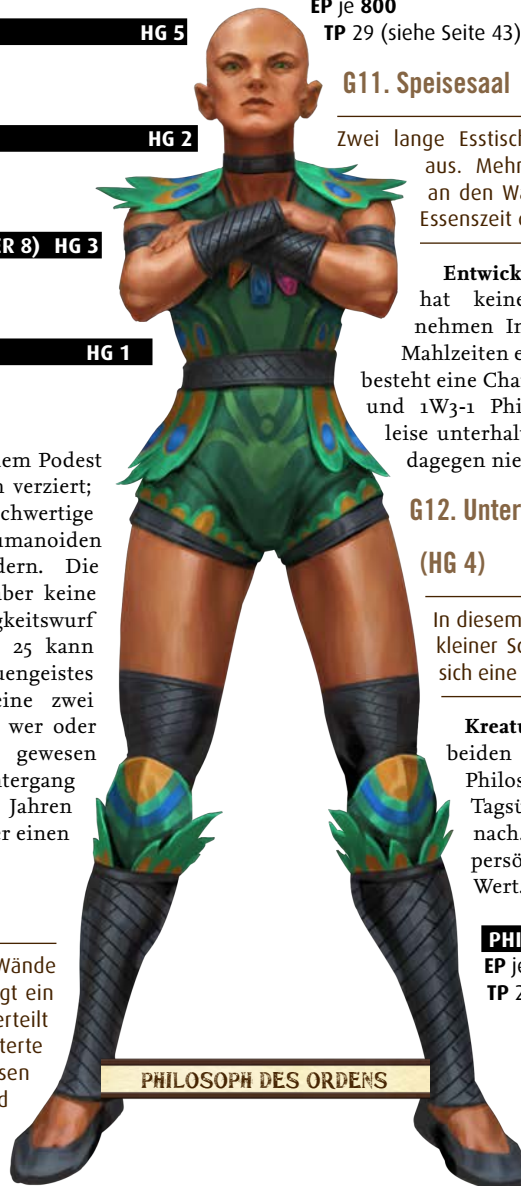 HG 5
HG 2
ER 8) HG 3
HG 1
em Podest
n verziert;
chwertige
umanoiden
dern. Die
ber keine
gkeitswurf
25 kann
uengeistes
eine zwei
wer oder
gewesen
ntergang
Jahren
r einen
Wände
gt ein
erteilt
terte
sen
d
EP je 800
TP 29 (siehe Seite 43)
G11. Speisesaal
Zwei lange Esstisch
aus. Mehr
an den Wä
Essenszeit e
Entwick
hat keine
nehmen In
Mahlzeiten e
besteht eine Cha
und 1W3-1 Phi
leise unterhalt
dagegen nie
G12. Unter
(HG 4)
In diesem
kleiner Sc
sich eine
Kreatu
beiden
Philos
Tagsü
nach.
persö
Wert.
PHI
EP je
TP 2
PHILOSOPH DES ORDENS